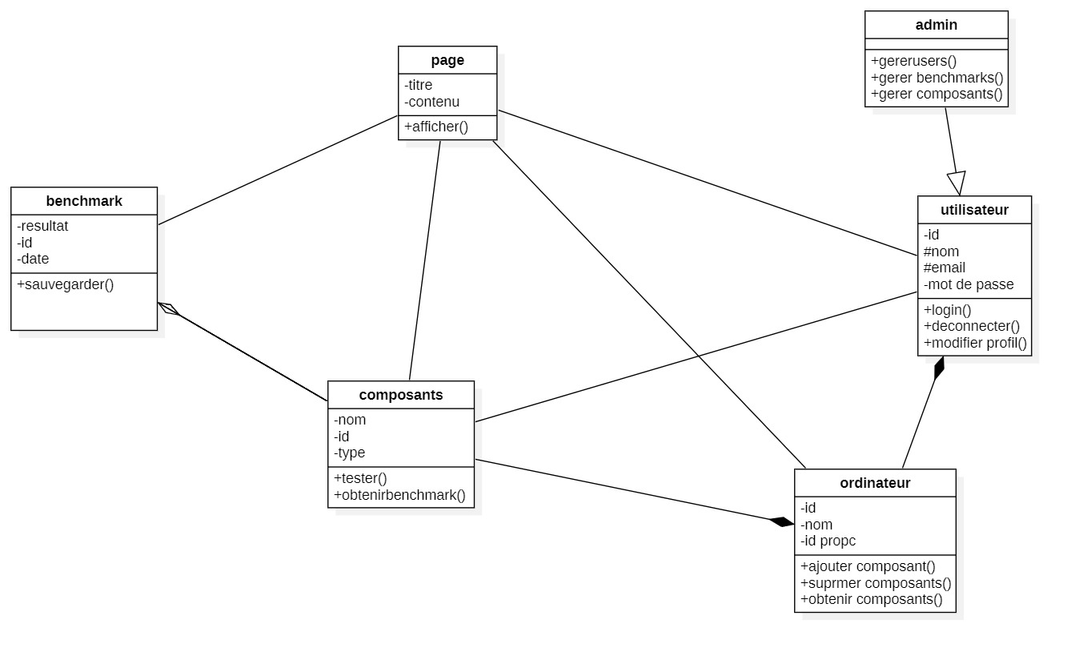 admin
+gererusers()
+gerer benchmarks()
+gerer composants()
page
-titre
-contenu
+afficher()
benchmark
-resultat
-id
-date
+sauvegarder()
utilisateur
-id
#nom
#email
-mot de passe
+login()
+deconnecter()
+modifier profil()
composants
-nom
-id
-type
+tester()
+obtenirbenchmark()
ordinateur
-id
-nom
-id propc
+ajouter composant()
+suprmer composants()
+obtenir composants()